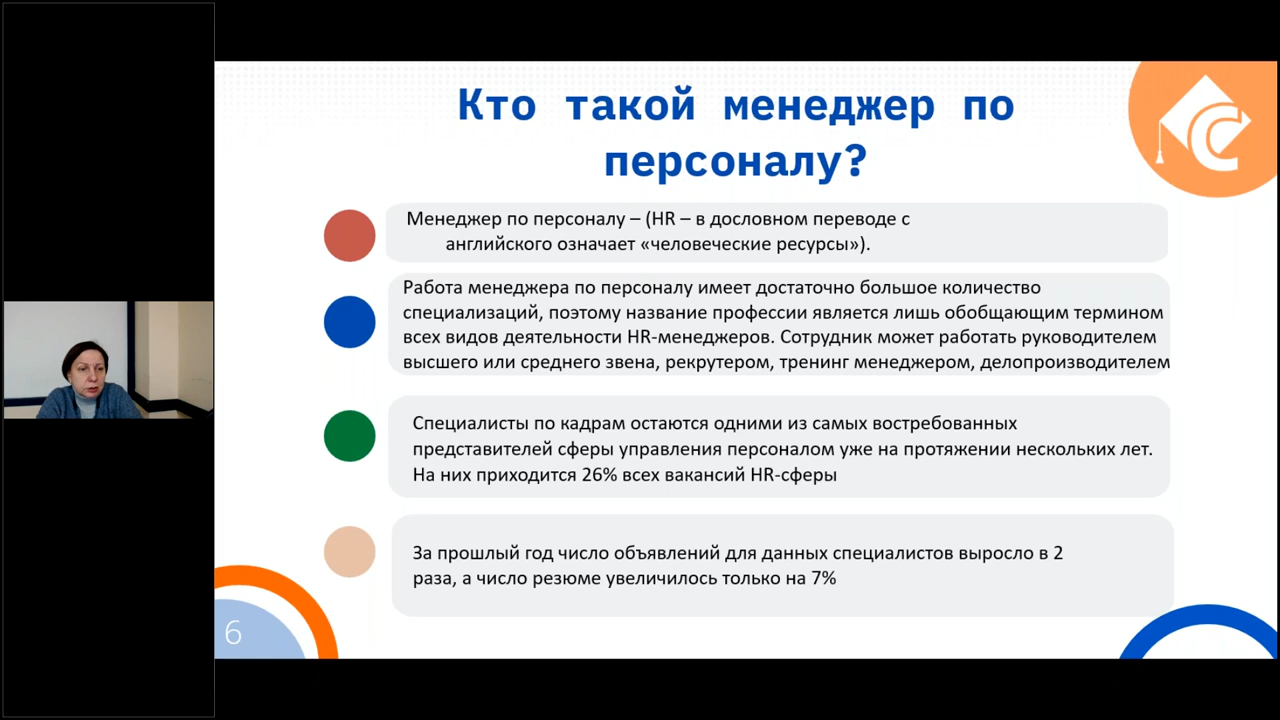 Кто такой менеджер по
персоналу?
Менеджер по персоналу – (HR – в дословном переводе с
английского означает «человеческие ресурсы»).
Работа менеджера по персоналу имеет достаточно большое количество
специализаций, поэтому название профессии является лишь обобщающим термином
всех видов деятельности HR-менеджеров. Сотрудник может работать руководителем
высшего или среднего звена, рекрутером, тренинг менеджером, делопроизводителем
Специалисты по кадрам остаются одними из самых востребованных
представителей сферы управления персоналом уже на протяжении нескольких лет.
На них приходится 26% всех вакансий HR-сферы
За прошлый год число объявлений для данных специалистов выросло в 2
раза, а число резюме увеличилось только на 7%
6